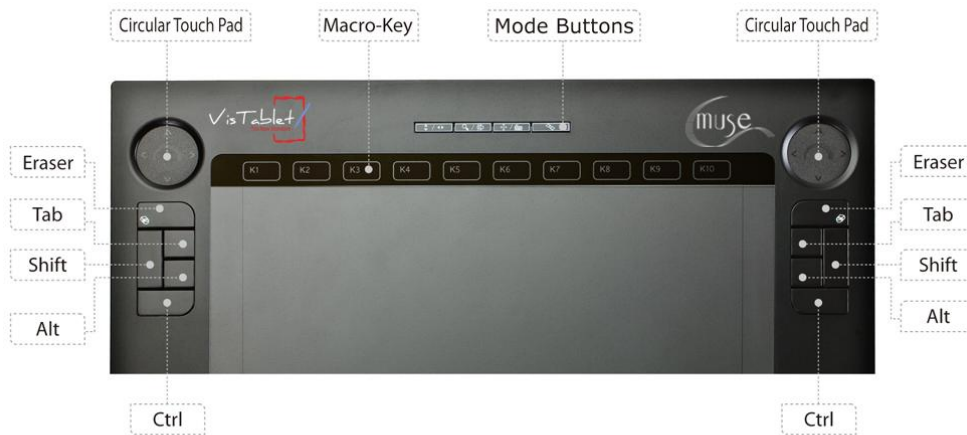 Circular Touch Pad
Macro-Key
Mode Buttons
Circular Touch Pad
VisTablet
muse
K1 K2 K3 K4 K5 K6 K7 K8 K9 K10
Eraser
Tab
Shift
Alt
Ctrl
Eraser
Tab
Shift
Alt
Ctrl